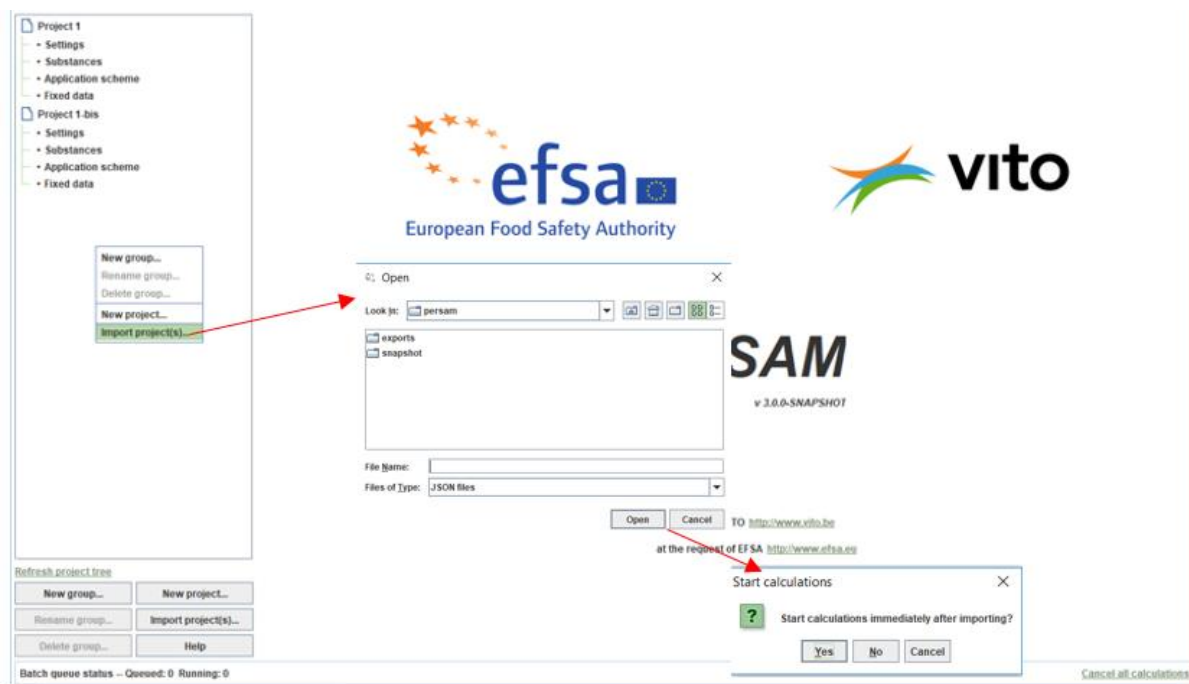 Project 1
Settings
Substances
Application scheme
Fixed data
Project 1-bis
Settings
Substances
Application scheme
Fixed data
New group...
Rename group...
Delete group...
New project...
Import project(s)...
efsa
European Food Safety Authority
vito
Open
Look In: persam
exports
snapshot
File Name:
Files of Type: JSON files
Open Cancel
SAM
v 3.0.0-SNAPSHOT
TO http://www.vito.be
at the request of EFSA http://www.efsa.eu
Start calculations
? Start calculations immediately after importing?
Yes No Cancel
Refresh project tree
New group... New project...
Rename group... Import project(s)...
Delete group... Help
Batch queue status -- Queued: 0 Running: 0
Cancel all calculations